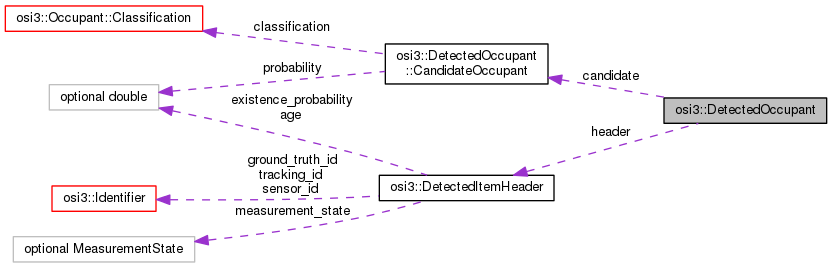 osi3::Occupant::Classification
classification
osi3::DetectedOccupant
::CandidateOccupant
probability
candidate
optional double
existence_probability
age
osi3::DetectedOccupant
header
ground_truth_id
tracking_id
sensor_id
osi3::Identifier
osi3::DetectedItemHeader
measurement_state
optional MeasurementState